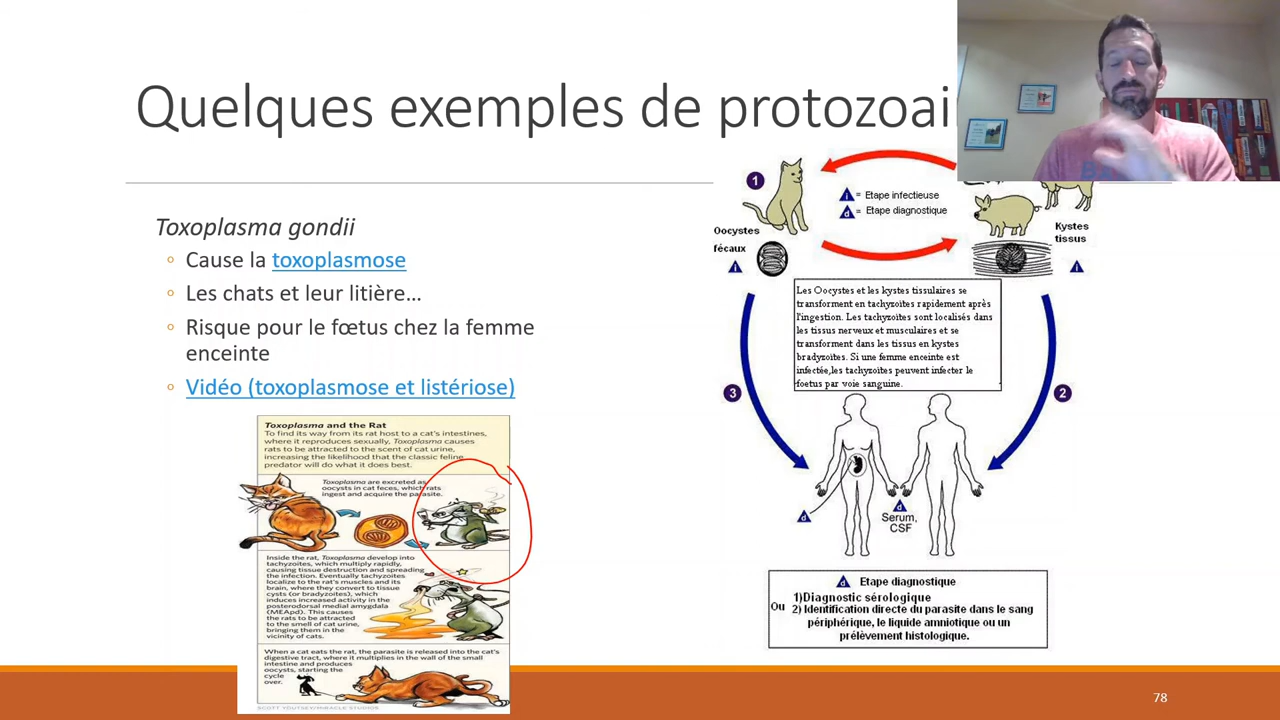 Quelques exemples de protozoai
Toxoplasma gondii
Cause la toxoplasmose
Les chats et leur litière…
Risque pour le fœtus chez la femme
enceinte
Vidéo (toxoplasmose et listériose)
Toxoplasma and the Rat
To find its way from its rat host to a cat's intestines,
where it reproduces sexually, Toxoplasma causes
rats to be attracted to the scent of cat urine,
increasing the likelihood that the classic feline
predator will do what it does best.
Toxoplasma are excreted as
oocysts in cat feces, which rats
ingest and acquire the parasite.
Inside the rat, Toxoplasma develop into
tachyzoites, which multiply rapidly,
causing tissue destruction and spreading
the infection. Eventually tachyzoites
localize to the rat's muscles and its
brain, where they convert to tissue
cysts (or bradyzoites), which
induces increased activity in the
posterodorsal medial amygdala
(MEApd). This causes
the rats to be attracted
to the smell of cat urine,
bringing them in the
vicinity of cats.
When a cat eats the rat, the parasite is released into the cat's
digestive tract, where it multiplies in the wall of the small
intestine and produces
oocysts, starting the
cycle
over.
SCOTT YOUTSEY/MIRACLE STUDIOS
1
i = Etape infectieuse
d = Etape diagnostique
Oocystes
fécaux
i
Kystes
tissus
i
Les Oocystes et les kystes tissulaires se
transforment en tachyzoïtes rapidement après
l'ingestion. Les tachyzoïtes sont localisés dans
les tissus nerveux et musculaires et se
transforment dans les tissus en kystes
bradyzoïtes. Si une femme enceinte est
infectée,les tachyzoïtes peuvent infecter le
foetus par voie sanguine.
3
2
d
d
Serum,
CSF
d Etape diagnostique
1)Diagnostic sérologique
Ou 2) Identification directe du parasite dans le sang
périphérique, le liquide amniotique ou un
prélèvement histologique.
78